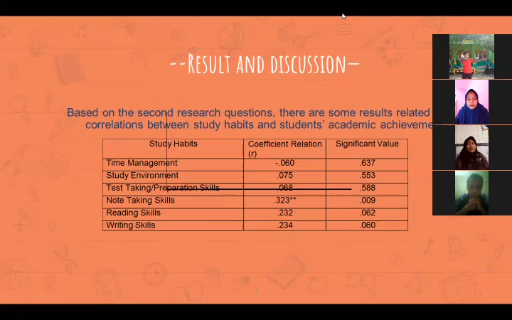 --Result and discussion—
Based on the second research questions, there are some results related
correlations between study habits and students' academic achieveme
Study Habits Coefficient Relation (r) Significant Value
Time Management -.060 .637
Study Environment .075 .553
Test Taking/Preparation Skills .068 .588
Note Taking Skills .323** .009
Reading Skills .232 .062
Writing Skills .234 .060